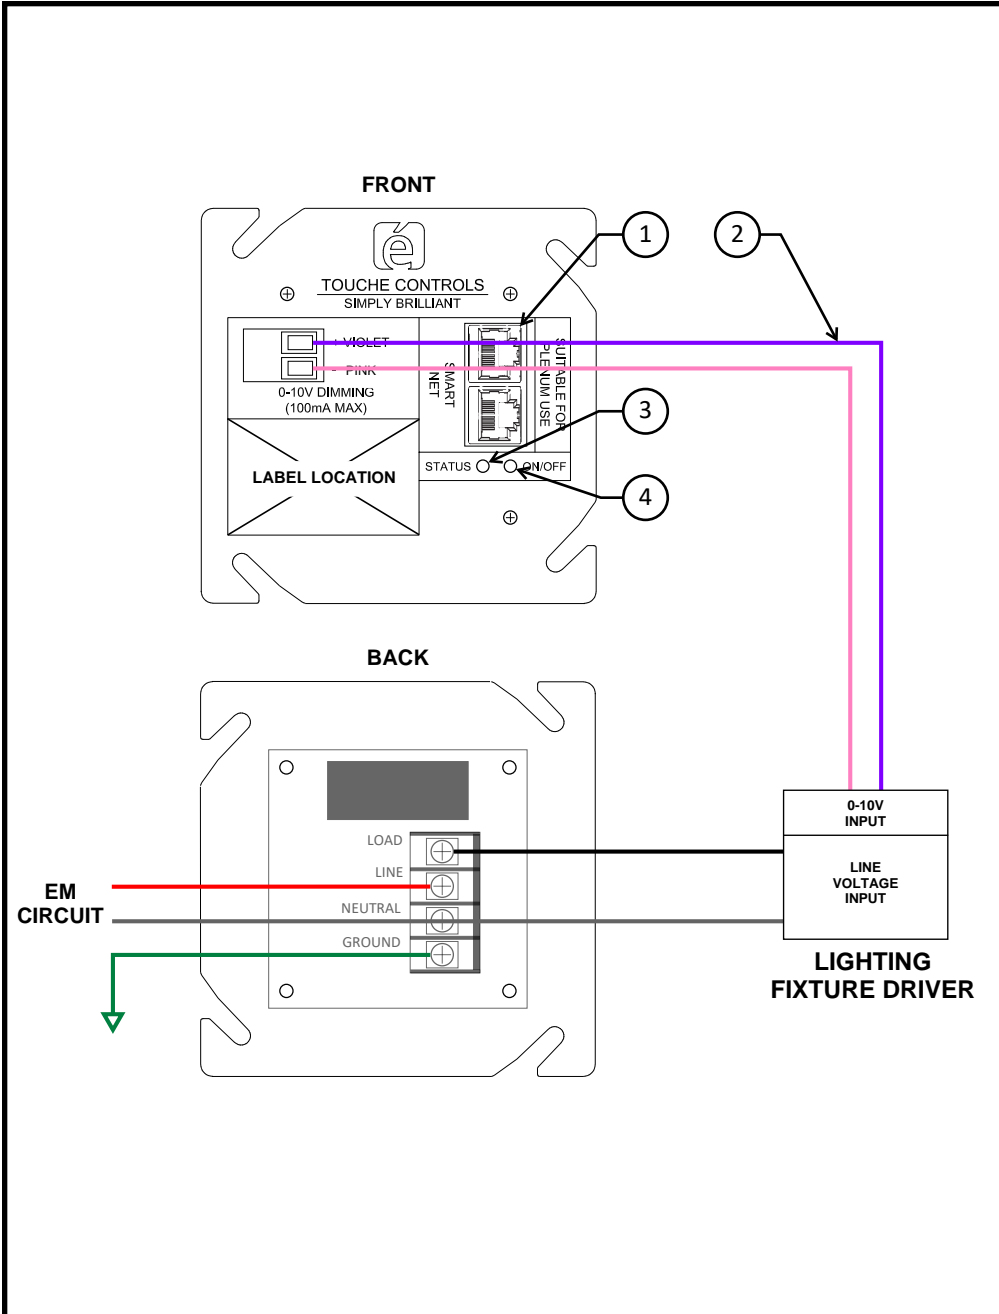 FRONT
1
2
é
TOUCHE CONTROLS
SIMPLY BRILLIANT
+ VIOLET
- PINK
0-10V DIMMING
(100mA MAX)
SMART
NET
SUITABLE FOR
PLENUM USE
3
LABEL LOCATION
STATUS
ON/OFF
4
BACK
0-10V
INPUT
LOAD
LINE
NEUTRAL
GROUND
EM
CIRCUIT
LINE
VOLTAGE
INPUT
LIGHTING
FIXTURE DRIVER